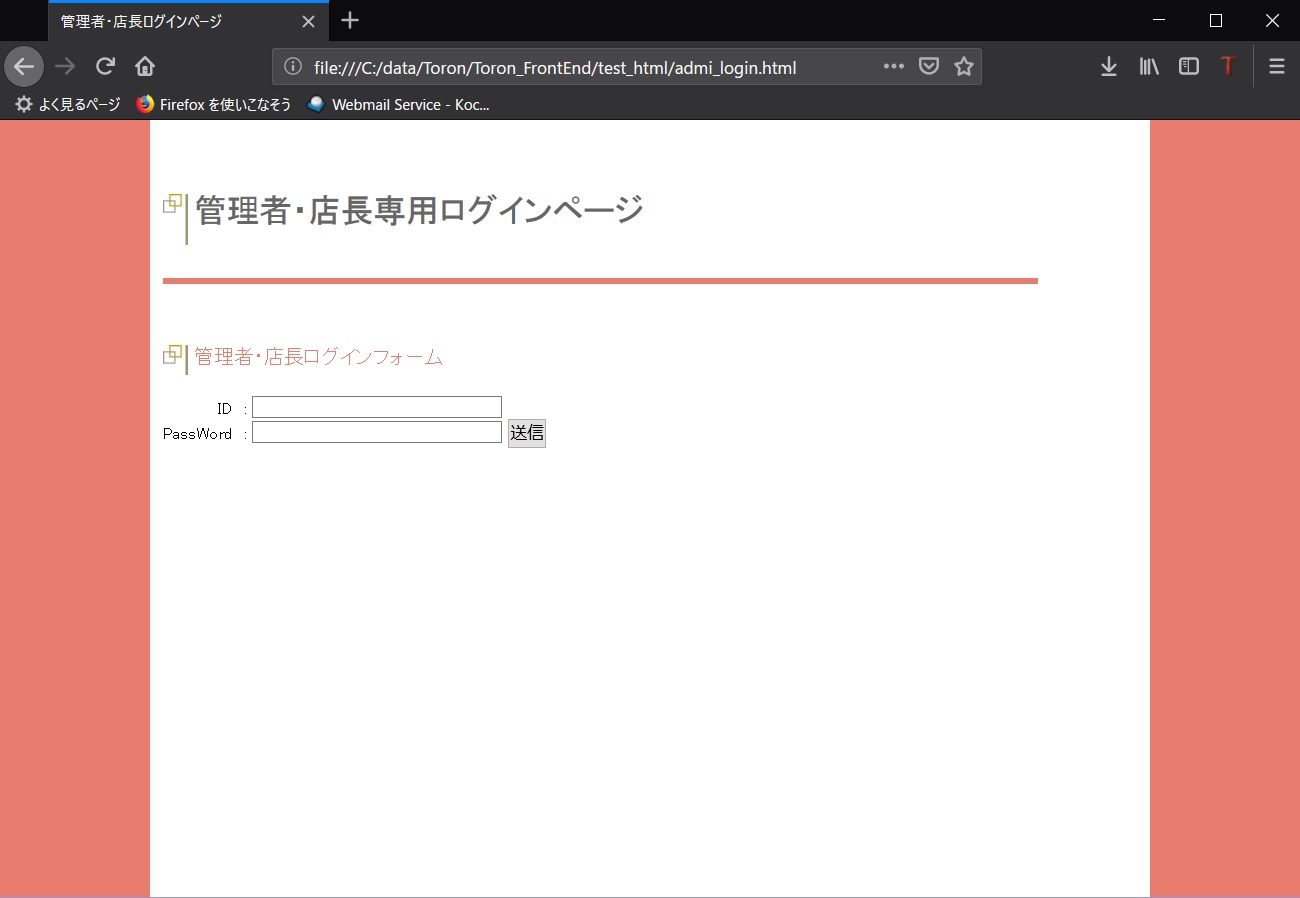 管理者・店長ログインページ
file:///C:/data/Toron/Toron_FrontEnd/test_html/admi_login.html
よく見るページ Firefox を使いこなそう Webmail Service - Koc...
管理者・店長専用ログインページ
管理者・店長ログインフォーム
ID :
PassWord : 送信